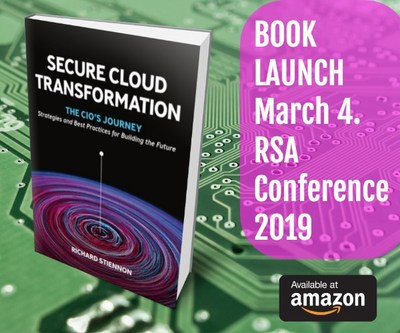 SECURE CLOUD
TRANSFORMATION
THE CIO'S JOURNEY
Strategies and Best Practices for Building the Future
RICHARD STIENNON
BOOK
LAUNCH
March 4.
RSA
Conference
2019
Available at
amazon